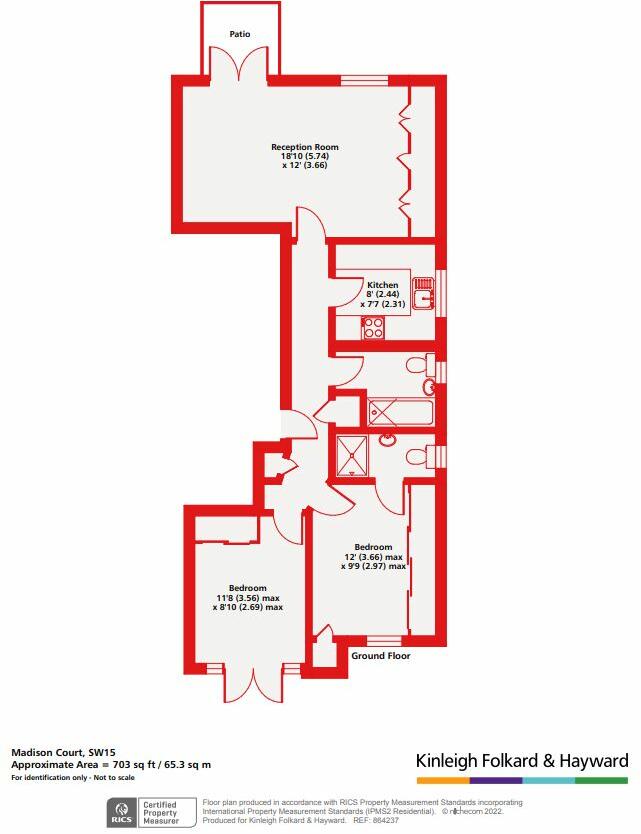 Patio
Reception Room
18'10 (5.74)
x 12' (3.66)
Kitchen
8' (2.44)
x 7'7 (2.31)
Bedroom
12' (3.66) max
x 9'9 (2.97) max
Bedroom
11'8 (3.56) max
x 8'10 (2.69) max
Ground Floor
Madison Court, SW15
Approximate Area = 703 sq ft / 65.3 sq m
For identification only - Not to scale
Kinleigh Folkard & Hayward
RICS
Certified
Property
Measurer
Floor plan produced in accordance with RICS Property Measurement Standards incorporating
International Property Measurement Standards (IPMS2 Residential). © nichecom 2022.
Produced for Kinleigh Folkard & Hayward. REF: 864237